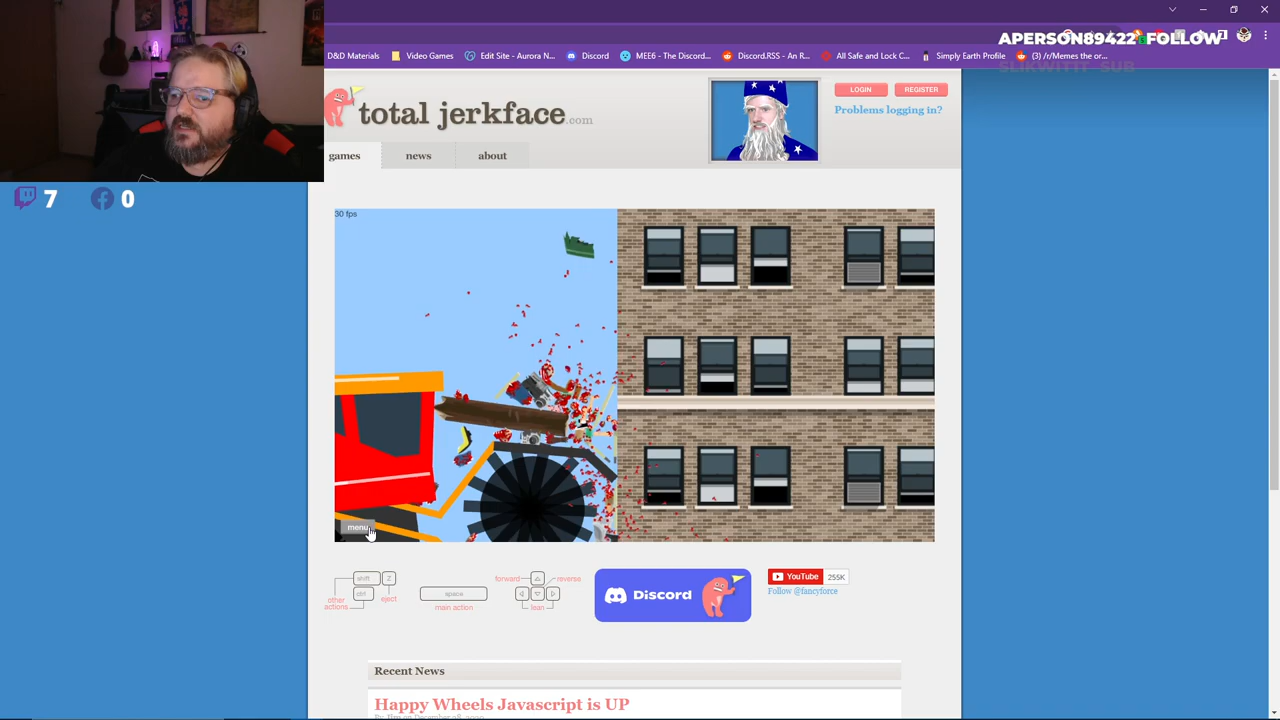 APERSON89422 FOLLOW
SLIKWITIT SUB
D&D Materials
Video Games
Edit Site - Aurora N...
Discord
MEE6 - The Discord...
Discord.RSS - An R...
All Safe and Lock C...
Simply Earth Profile
(3) /r/Memes the or...
total jerkface.com
LOGIN
REGISTER
Problems logging in?
games
news
about
7
0
30 fps
menu
shift
Z
ctrl
eject
other
actions
space
main action
forward
reverse
lean
Discord
YouTube
255K
Follow @fancyforce
Recent News
Happy Wheels Javascript is UP